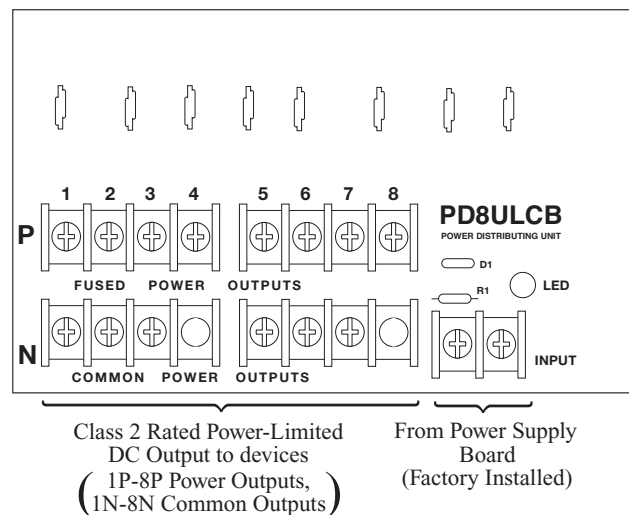 1 2 3 4 5 6 7 8
P
PD8ULCB
POWER DISTRIBUTING UNIT
D1
FUSED POWER OUTPUTS
R1
LED
N
INPUT
COMMON POWER OUTPUTS
Class 2 Rated Power-Limited
DC Output to devices
(1P-8P Power Outputs,
1N-8N Common Outputs)
From Power Supply
Board
(Factory Installed)